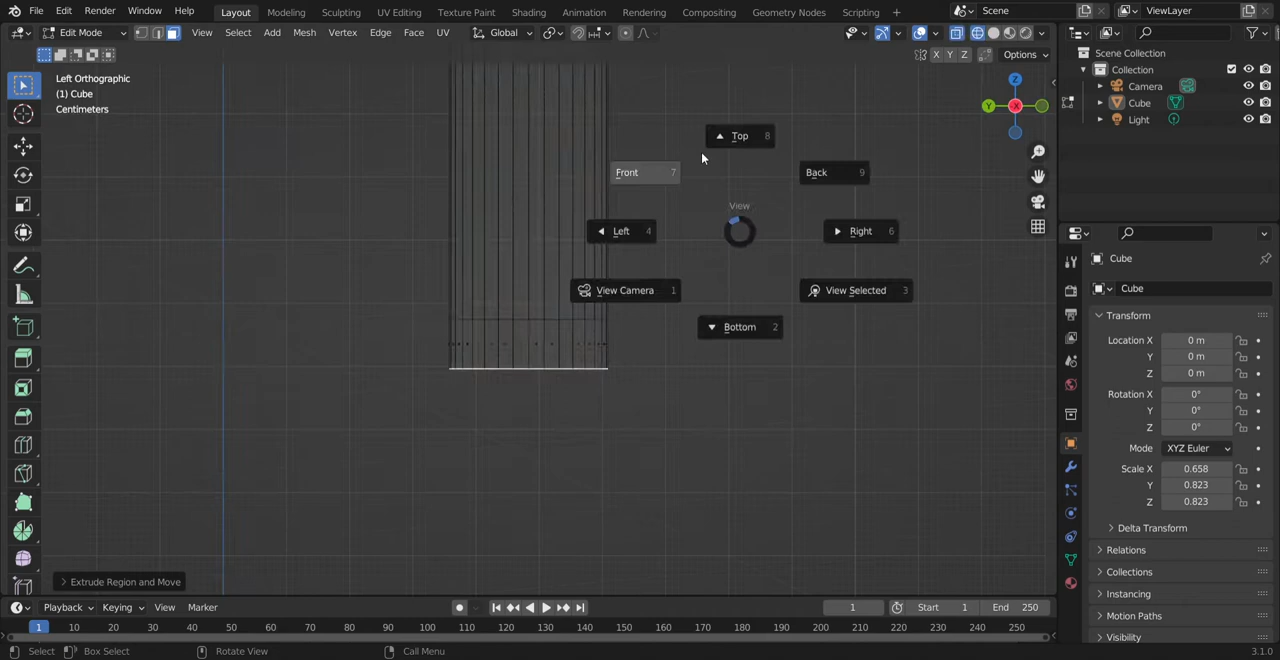 File Edit Render Window Help Layout Modeling Sculpting UV Editing Texture Paint Shading Animation Rendering Compositing Geometry Nodes Scripting + Scene ViewLayer
Edit Mode View Select Add Mesh Vertex Edge Face UV Global
X Y Z Options
Left Orthographic
(1) Cube
Centimeters
Z
Y
X
Top 8
Front 7
Back 9
View
Left 4
Right 6
View Camera 1
View Selected 3
Bottom 2
Extrude Region and Move
Scene Collection
Collection
Camera
Cube
Light
Cube
Cube
Transform
Location X 0 m
Y 0 m
Z 0 m
Rotation X 0°
Y 0°
Z 0°
Mode XYZ Euler
Scale X 0.658
Y 0.823
Z 0.823
Delta Transform
Relations
Collections
Instancing
Motion Paths
Visibility
Playback Keying View Marker 1 Start 1 End 250
1 10 20 30 40 50 60 70 80 90 100 110 120 130 140 150 160 170 180 190 200 210 220 230 240 250
Select Box Select Rotate View Call Menu 3.1.0